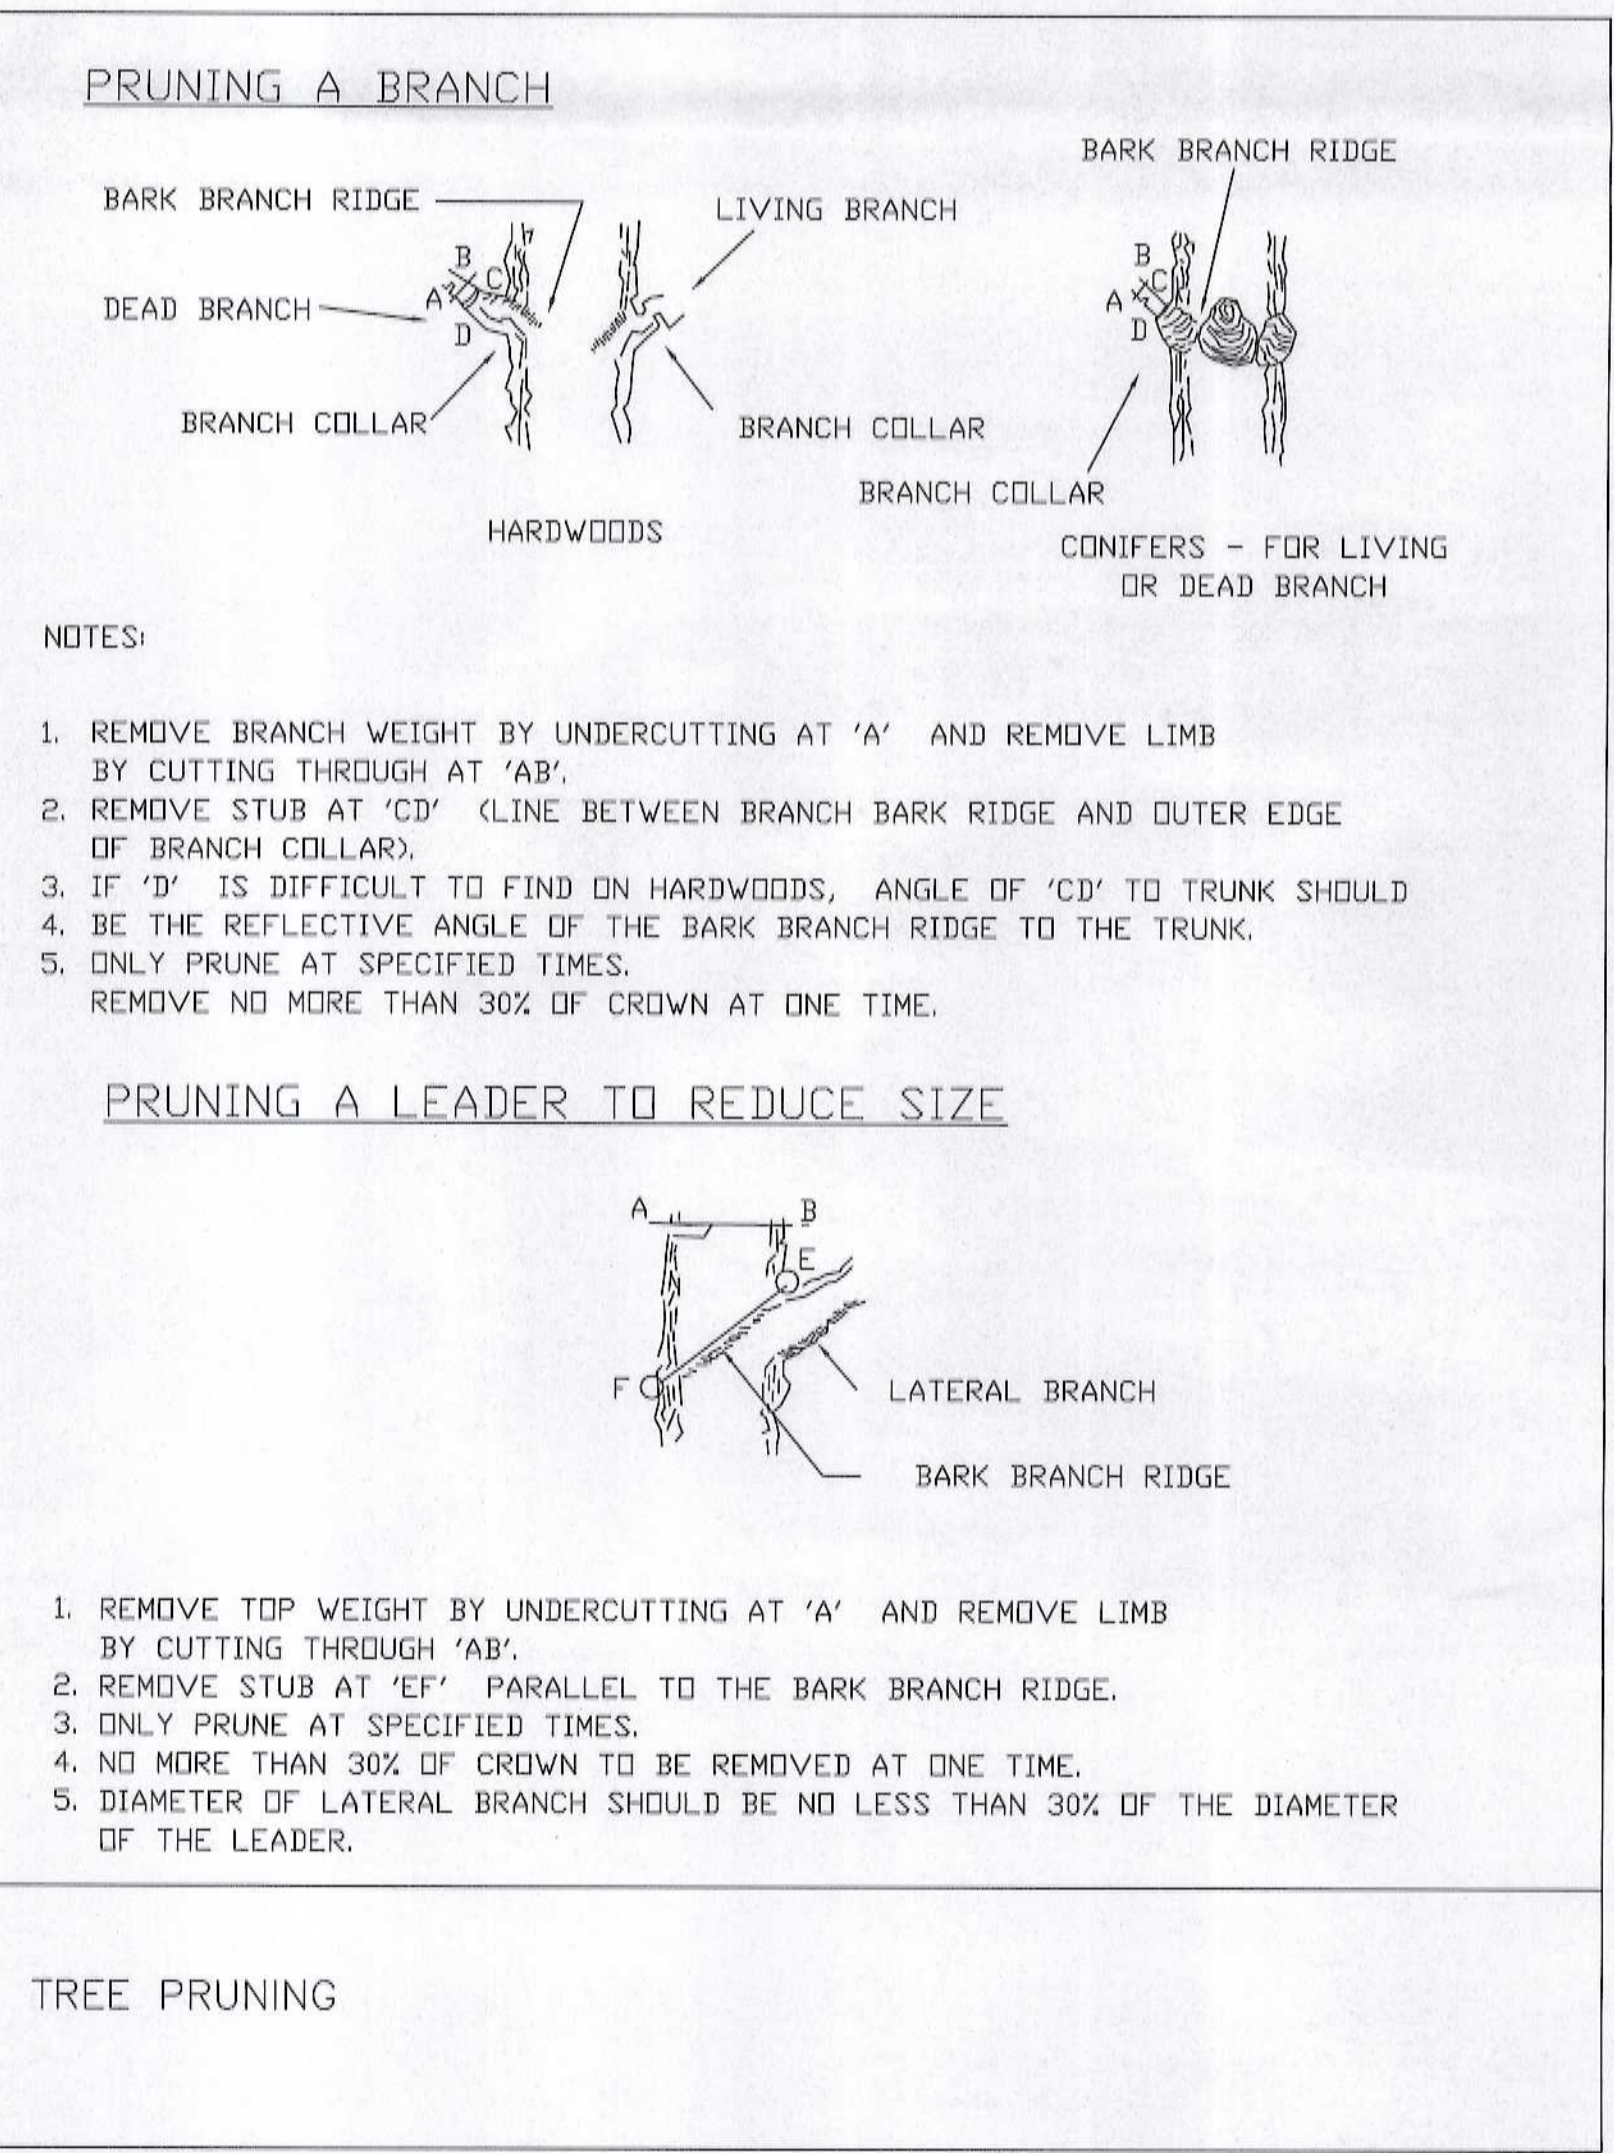 PRUNING A BRANCH
BARK BRANCH RIDGE
BARK BRANCH RIDGE
LIVING BRANCH
B
C
A
D
DEAD BRANCH
B
C
A
D
BRANCH COLLAR
BRANCH COLLAR
BRANCH COLLAR
HARDWOODS
CONIFERS - FOR LIVING
OR DEAD BRANCH
NOTES:
1. REMOVE BRANCH WEIGHT BY UNDERCUTTING AT 'A' AND REMOVE LIMB
BY CUTTING THROUGH AT 'AB'.
2. REMOVE STUB AT 'CD' (LINE BETWEEN BRANCH BARK RIDGE AND OUTER EDGE
OF BRANCH COLLAR).
3. IF 'D' IS DIFFICULT TO FIND ON HARDWOODS, ANGLE OF 'CD' TO TRUNK SHOULD
4. BE THE REFLECTIVE ANGLE OF THE BARK BRANCH RIDGE TO THE TRUNK.
5. ONLY PRUNE AT SPECIFIED TIMES.
REMOVE NO MORE THAN 30% OF CROWN AT ONE TIME.
PRUNING A LEADER TO REDUCE SIZE
A
B
E
F
LATERAL BRANCH
BARK BRANCH RIDGE
1. REMOVE TOP WEIGHT BY UNDERCUTTING AT 'A' AND REMOVE LIMB
BY CUTTING THROUGH 'AB'.
2. REMOVE STUB AT 'EF' PARALLEL TO THE BARK BRANCH RIDGE.
3. ONLY PRUNE AT SPECIFIED TIMES.
4. NO MORE THAN 30% OF CROWN TO BE REMOVED AT ONE TIME.
5. DIAMETER OF LATERAL BRANCH SHOULD BE NO LESS THAN 30% OF THE DIAMETER
OF THE LEADER.
TREE PRUNING